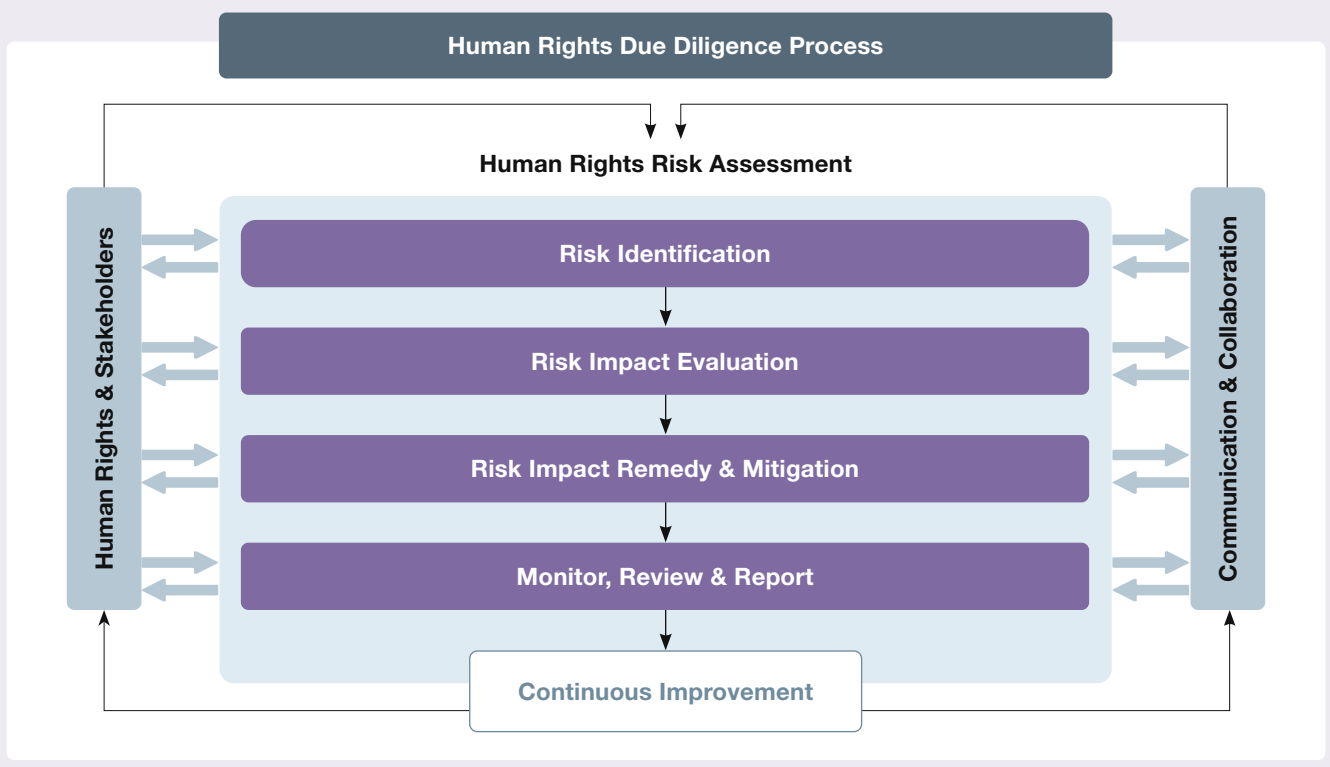 Human Rights Due Diligence Process
Human Rights Risk Assessment
Human Rights & Stakeholders
Risk Identification
Risk Impact Evaluation
Risk Impact Remedy & Mitigation
Monitor, Review & Report
Communication & Collaboration
Continuous Improvement